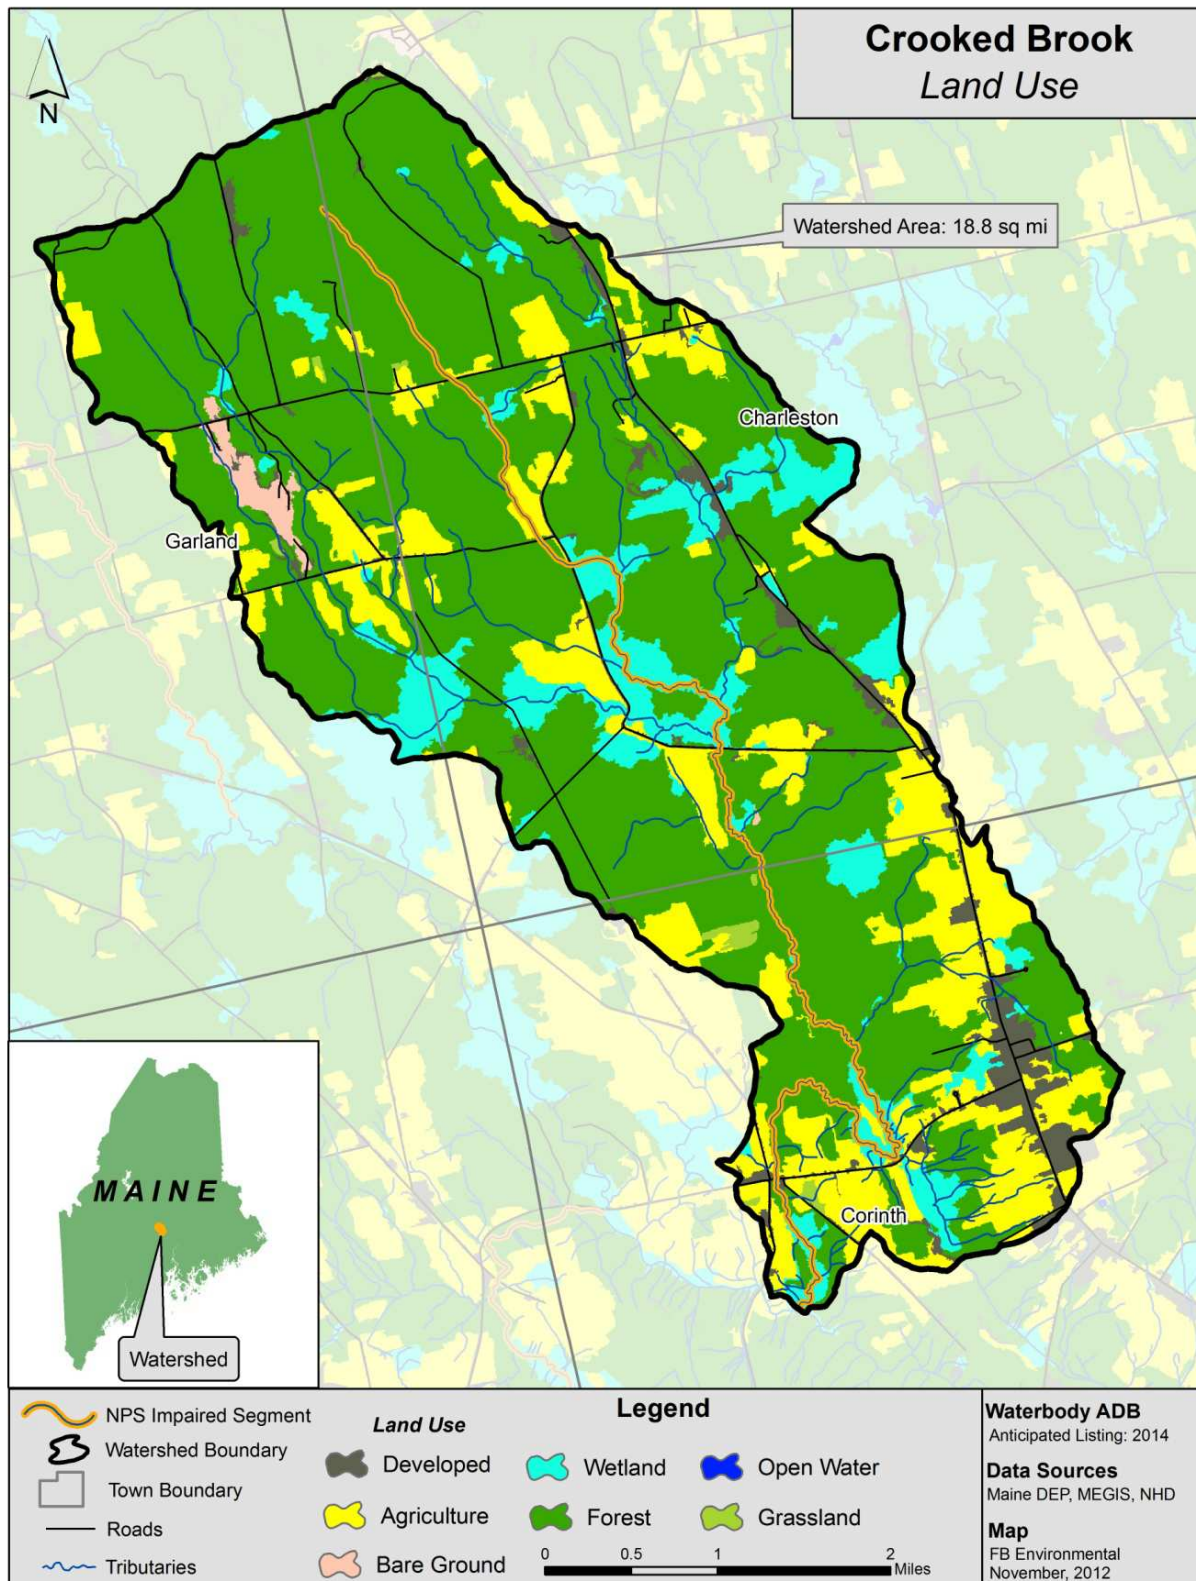 Crooked Brook
Land Use
N
Watershed Area: 18.8 sq mi
Charleston
Garland
Corinth
MAINE
Watershed
NPS Impaired Segment
Watershed Boundary
Town Boundary
Roads
Tributaries
Legend
Land Use
Developed
Wetland
Open Water
Agriculture
Forest
Grassland
Bare Ground
0 0.5 1 2
Miles
Waterbody ADB
Anticipated Listing: 2014
Data Sources
Maine DEP, MEGIS, NHD
Map
FB Environmental
November, 2012